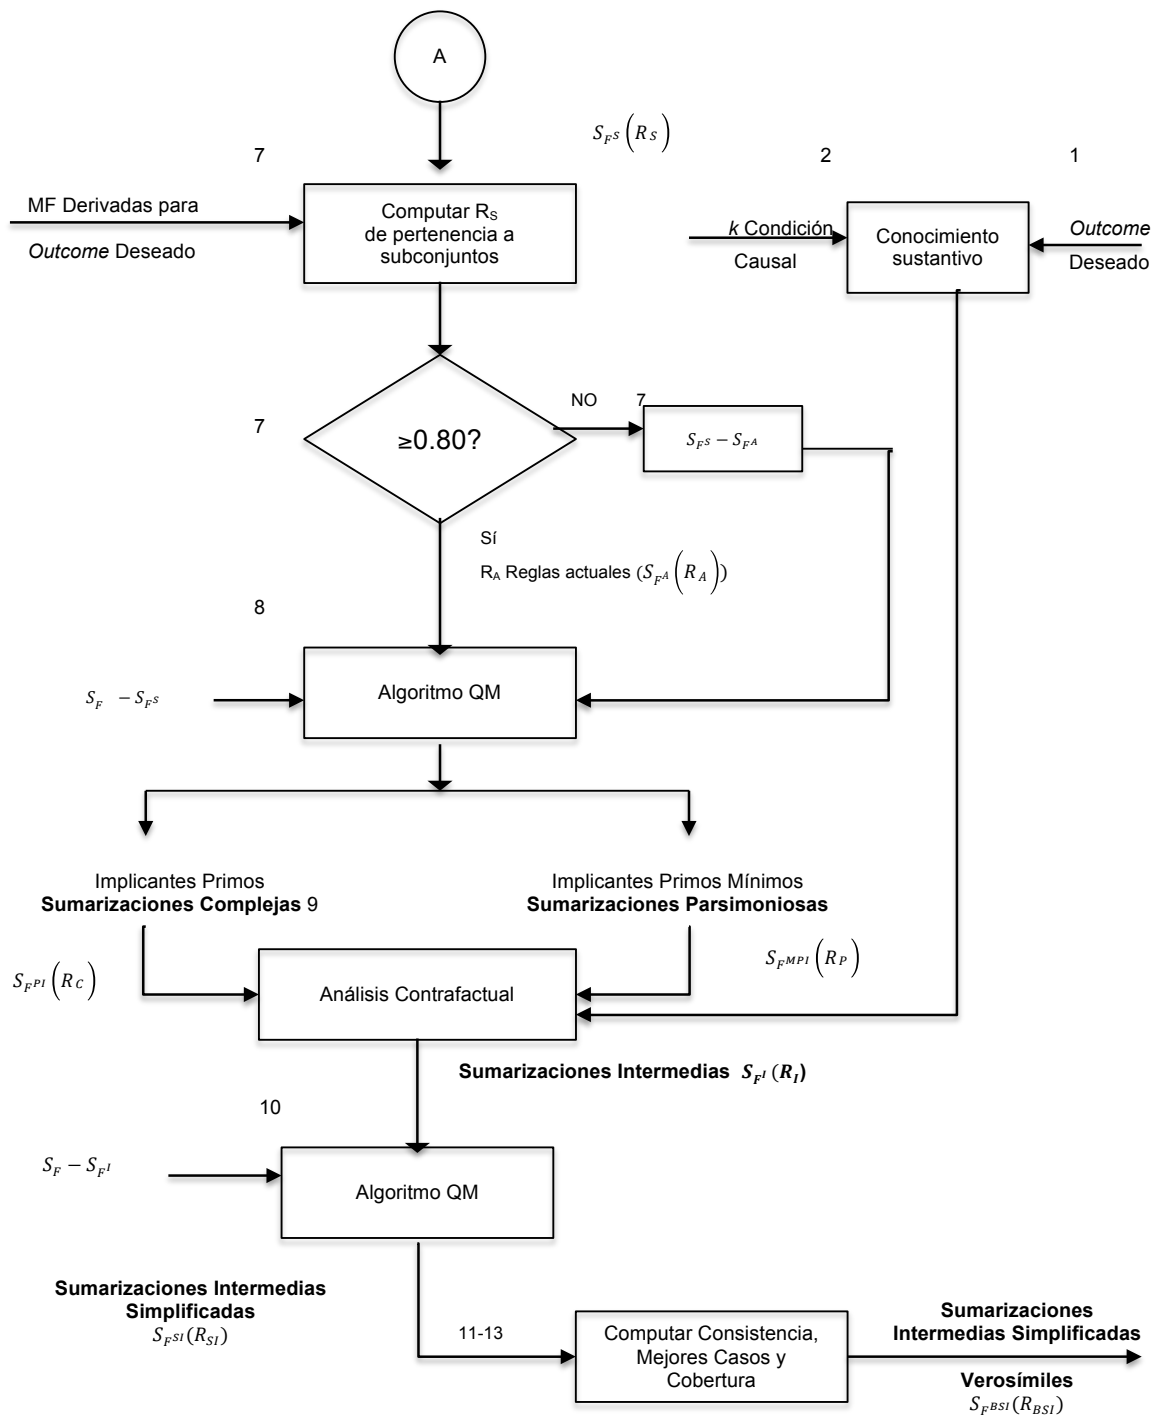 A
S_{F^S}(R_S)
7
2
1
MF Derivadas para
Outcome Deseado
Computar R_S
de pertenencia a
subconjuntos
k Condición
Causal
Conocimiento
sustantivo
Outcome
Deseado
7
≥0.80?
NO
7
S_{F^S} − S_{F^A}
Sí
R_A Reglas actuales (S_{F^A}(R_A))
8
S_F − S_{F^S}
Algoritmo QM
Implicantes Primos
Sumarizaciones Complejas 9
Implicantes Primos Mínimos
Sumarizaciones Parsimoniosas
S_{F^{PI}}(R_C)
Análisis Contrafactual
S_{F^{MPI}}(R_P)
Sumarizaciones Intermedias S_{F^I}(R_I)
10
S_F − S_{F^I}
Algoritmo QM
Sumarizaciones Intermedias
Simplificadas
S_{F^{SI}}(R_{SI})
11-13
Computar Consistencia,
Mejores Casos y
Cobertura
Sumarizaciones
Intermedias Simplificadas
Verosímiles
S_{F^{BSI}}(R_{BSI})